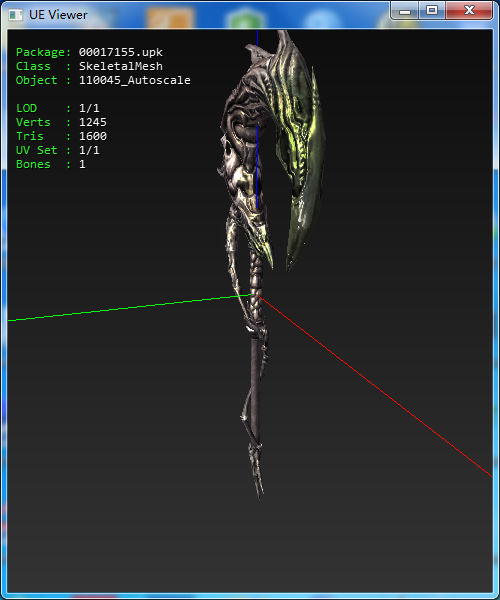 UE Viewer
Package: 00017155.upk
Class : SkeletalMesh
Object : 110045_Autoscale
LOD : 1/1
Verts : 1245
Tris : 1600
UV Set : 1/1
Bones : 1